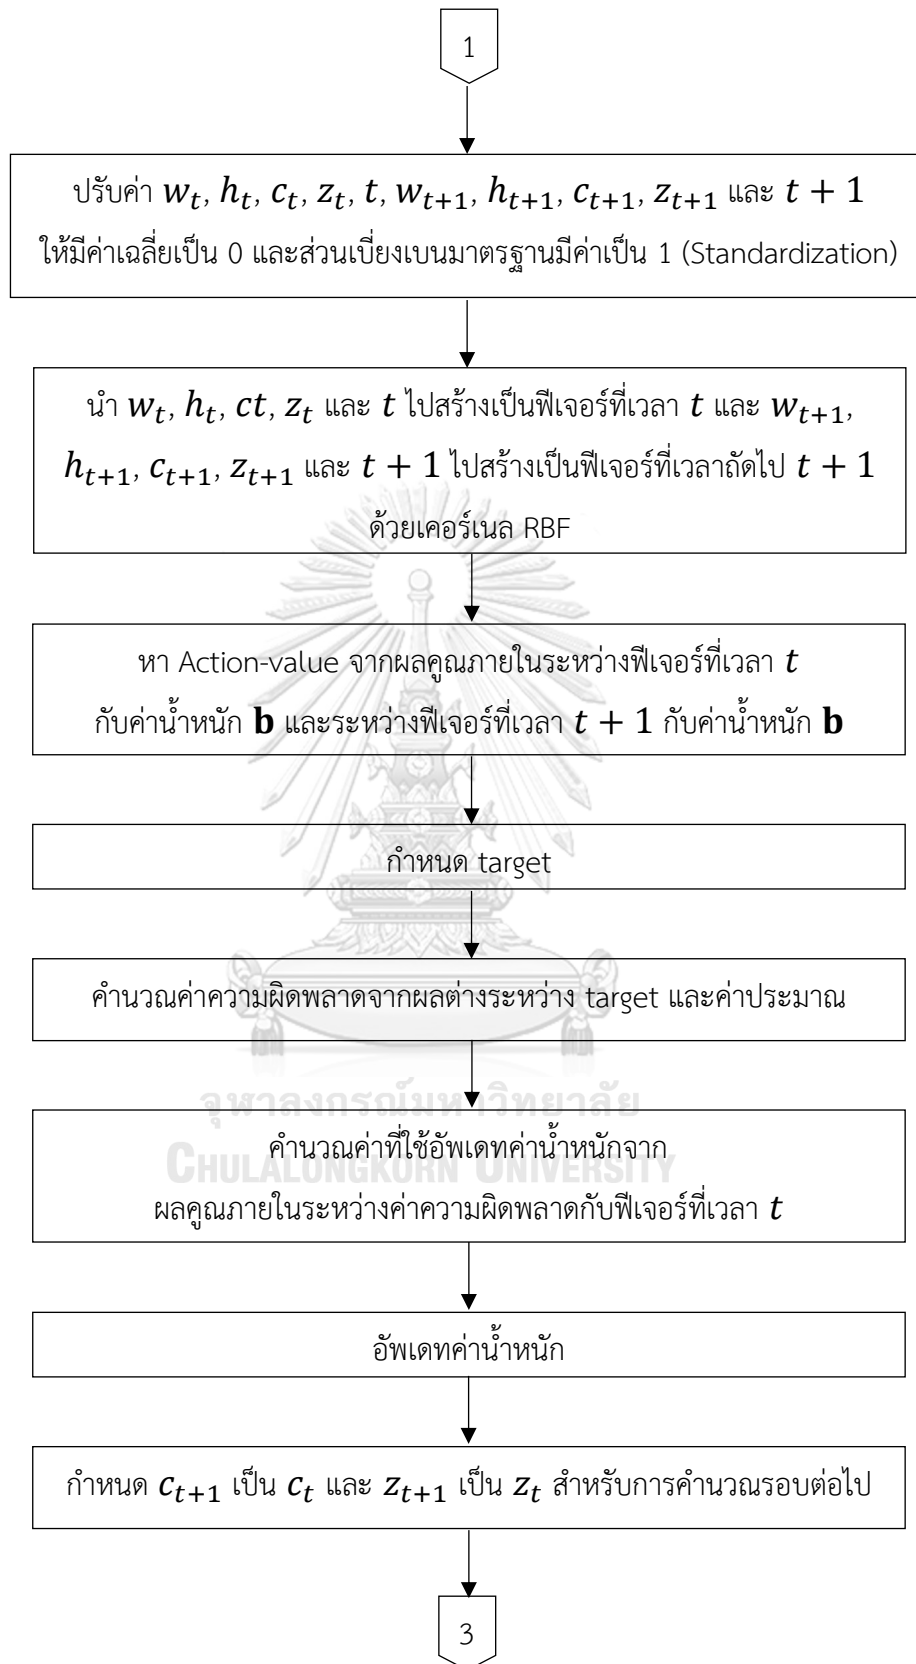 1
ปรับค่า w_t, h_t, c_t, z_t, t, w_{t+1}, h_{t+1}, c_{t+1}, z_{t+1} และ t + 1
ให้มีค่าเฉลี่ยเป็น 0 และส่วนเบี่ยงเบนมาตรฐานมีค่าเป็น 1 (Standardization)
นำ w_t, h_t, ct, z_t และ t ไปสร้างเป็นฟีเจอร์ที่เวลา t และ w_{t+1},
h_{t+1}, c_{t+1}, z_{t+1} และ t + 1 ไปสร้างเป็นฟีเจอร์ที่เวลาถัดไป t + 1
ด้วยเคอร์เนล RBF
หา Action-value จากผลคูณภายในระหว่างฟีเจอร์ที่เวลา t
กับค่าน้ำหนัก b และระหว่างฟีเจอร์ที่เวลา t + 1 กับค่าน้ำหนัก b
กำหนด target
คำนวณค่าความผิดพลาดจากผลต่างระหว่าง target และค่าประมาณ
จุฬาลงกรณ์มหาวิทยาลัย
CHULALONGKORN UNIVERSITY
คำนวณค่าที่ใช้อัพเดทค่าน้ำหนักจาก
ผลคูณภายในระหว่างค่าความผิดพลาดกับฟีเจอร์ที่เวลา t
อัพเดทค่าน้ำหนัก
กำหนด c_{t+1} เป็น c_t และ z_{t+1} เป็น z_t สำหรับการคำนวณรอบต่อไป
3